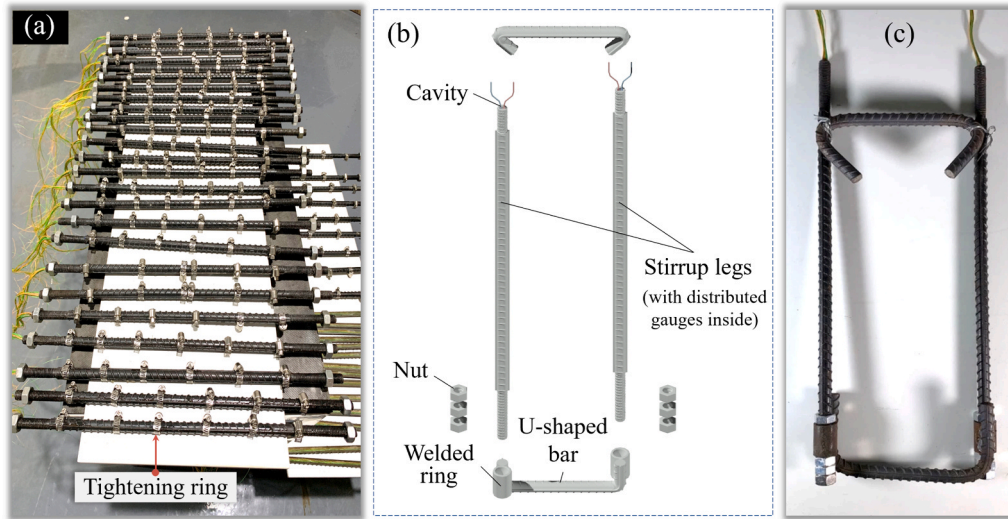 (a)
Tightening ring
(b)
Cavity
Stirrup legs
(with distributed
gauges inside)
Nut
U-shaped
bar
Welded
ring
(c)